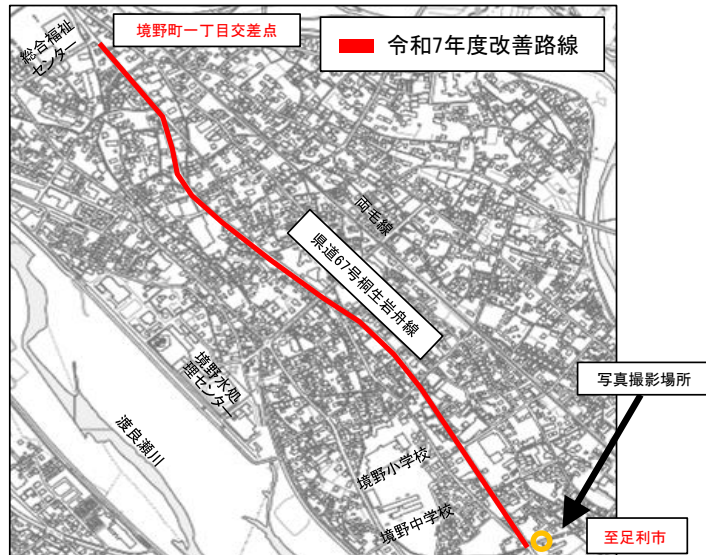 総合福祉
センター
境野町一丁目交差点
令和7年度改善路線
両毛線
県道67号桐生岩舟線
境野水処
理センター
写真撮影場所
渡良瀬川
境野小学校
境野中学校
至足利市